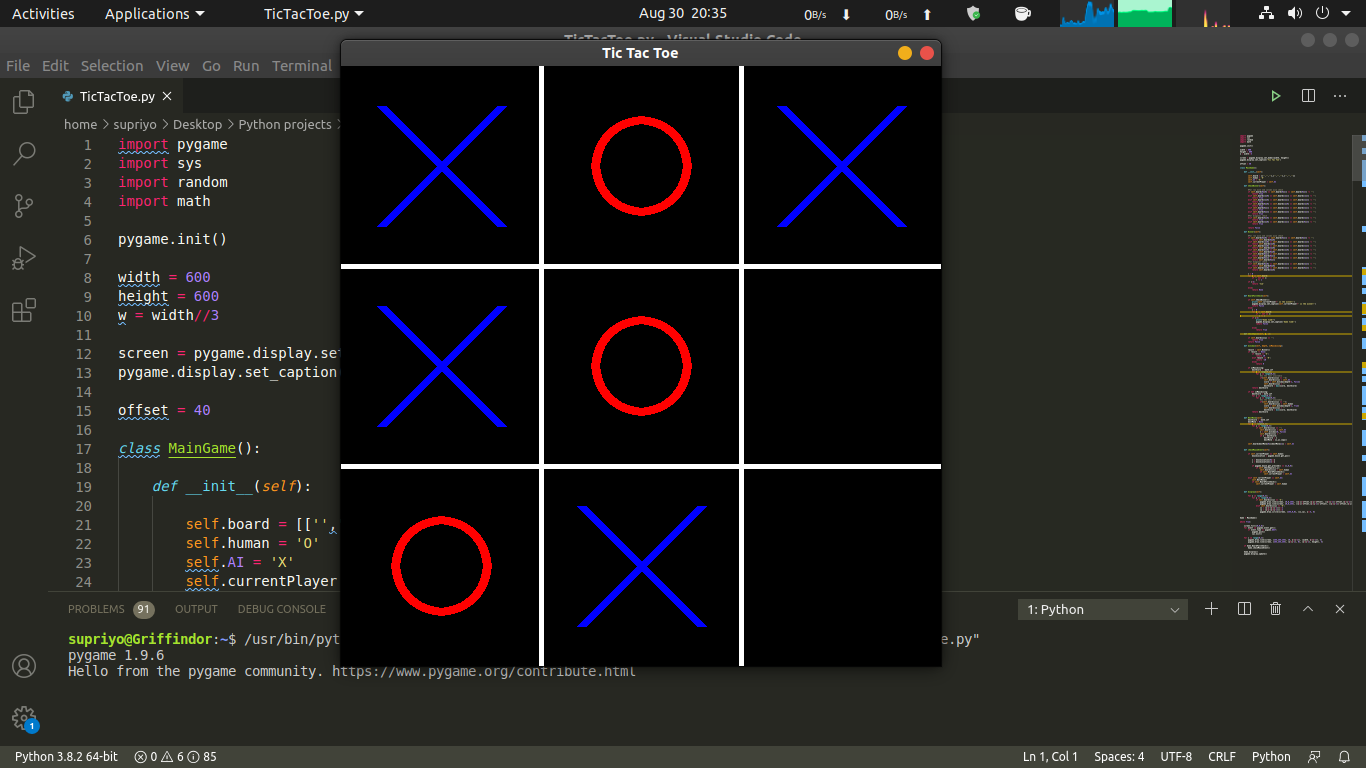 Activities Applications TicTacToe.py Aug 30 20:35 0B/s 0B/s
Tic Tac Toe
File Edit Selection View Go Run Terminal
TicTacToe.py
home > supriyo > Desktop > Python projects >
1 import pygame
2 import sys
3 import random
4 import math
5
6 pygame.init()
7
8 width = 600
9 height = 600
10 w = width//3
11
12 screen = pygame.display.set
13 pygame.display.set_caption(
14
15 offset = 40
16
17 class MainGame():
18
19 def __init__(self):
20
21 self.board = [['',
22 self.human = 'O'
23 self.AI = 'X'
24 self.currentPlayer
PROBLEMS 91 OUTPUT DEBUG CONSOLE 1: Python
supriyo@Griffindor:~$ /usr/bin/pyt e.py"
pygame 1.9.6
Hello from the pygame community. https://www.pygame.org/contribute.html
1
Python 3.8.2 64-bit 0 6 85 Ln 1, Col 1 Spaces: 4 UTF-8 CRLF Python